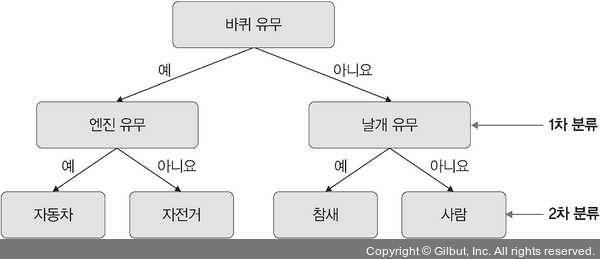 바퀴 유무
예
아니요
엔진 유무
날개 유무
1차 분류
예
아니요
예
아니요
자동차
자전거
참새
사람
2차 분류
Copyright © Gilbut, Inc. All rights reserved.